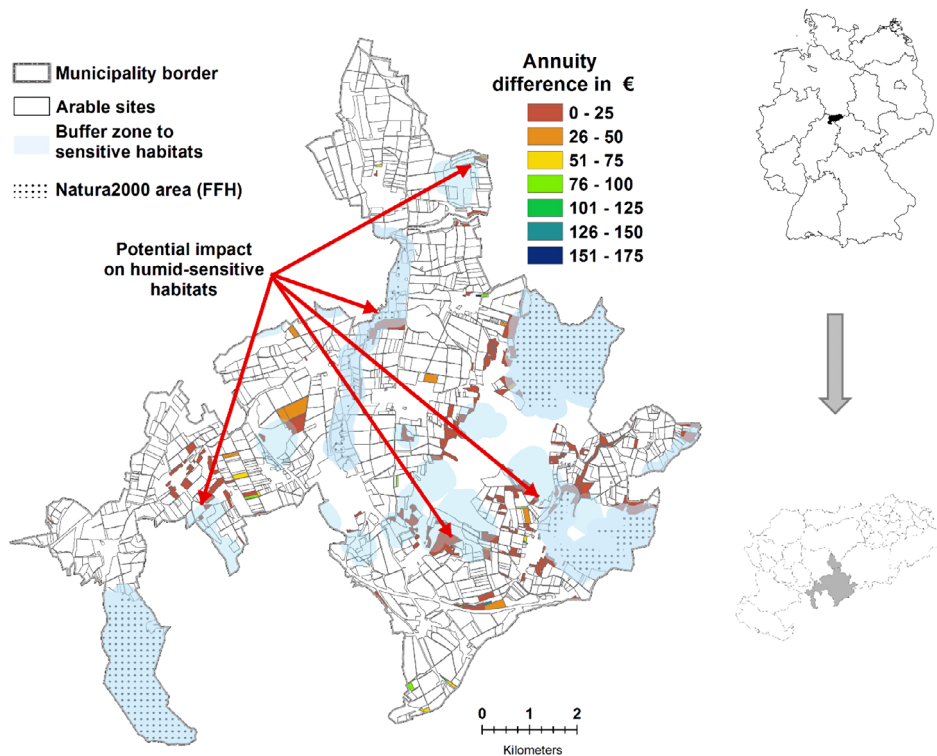 Municipality border
Arable sites
Buffer zone to
sensitive habitats
Natura2000 area (FFH)
Annuity
difference in €
0 - 25
26 - 50
51 - 75
76 - 100
101 - 125
126 - 150
151 - 175
Potential impact
on humid-sensitive
habitats
0 1 2
Kilometers